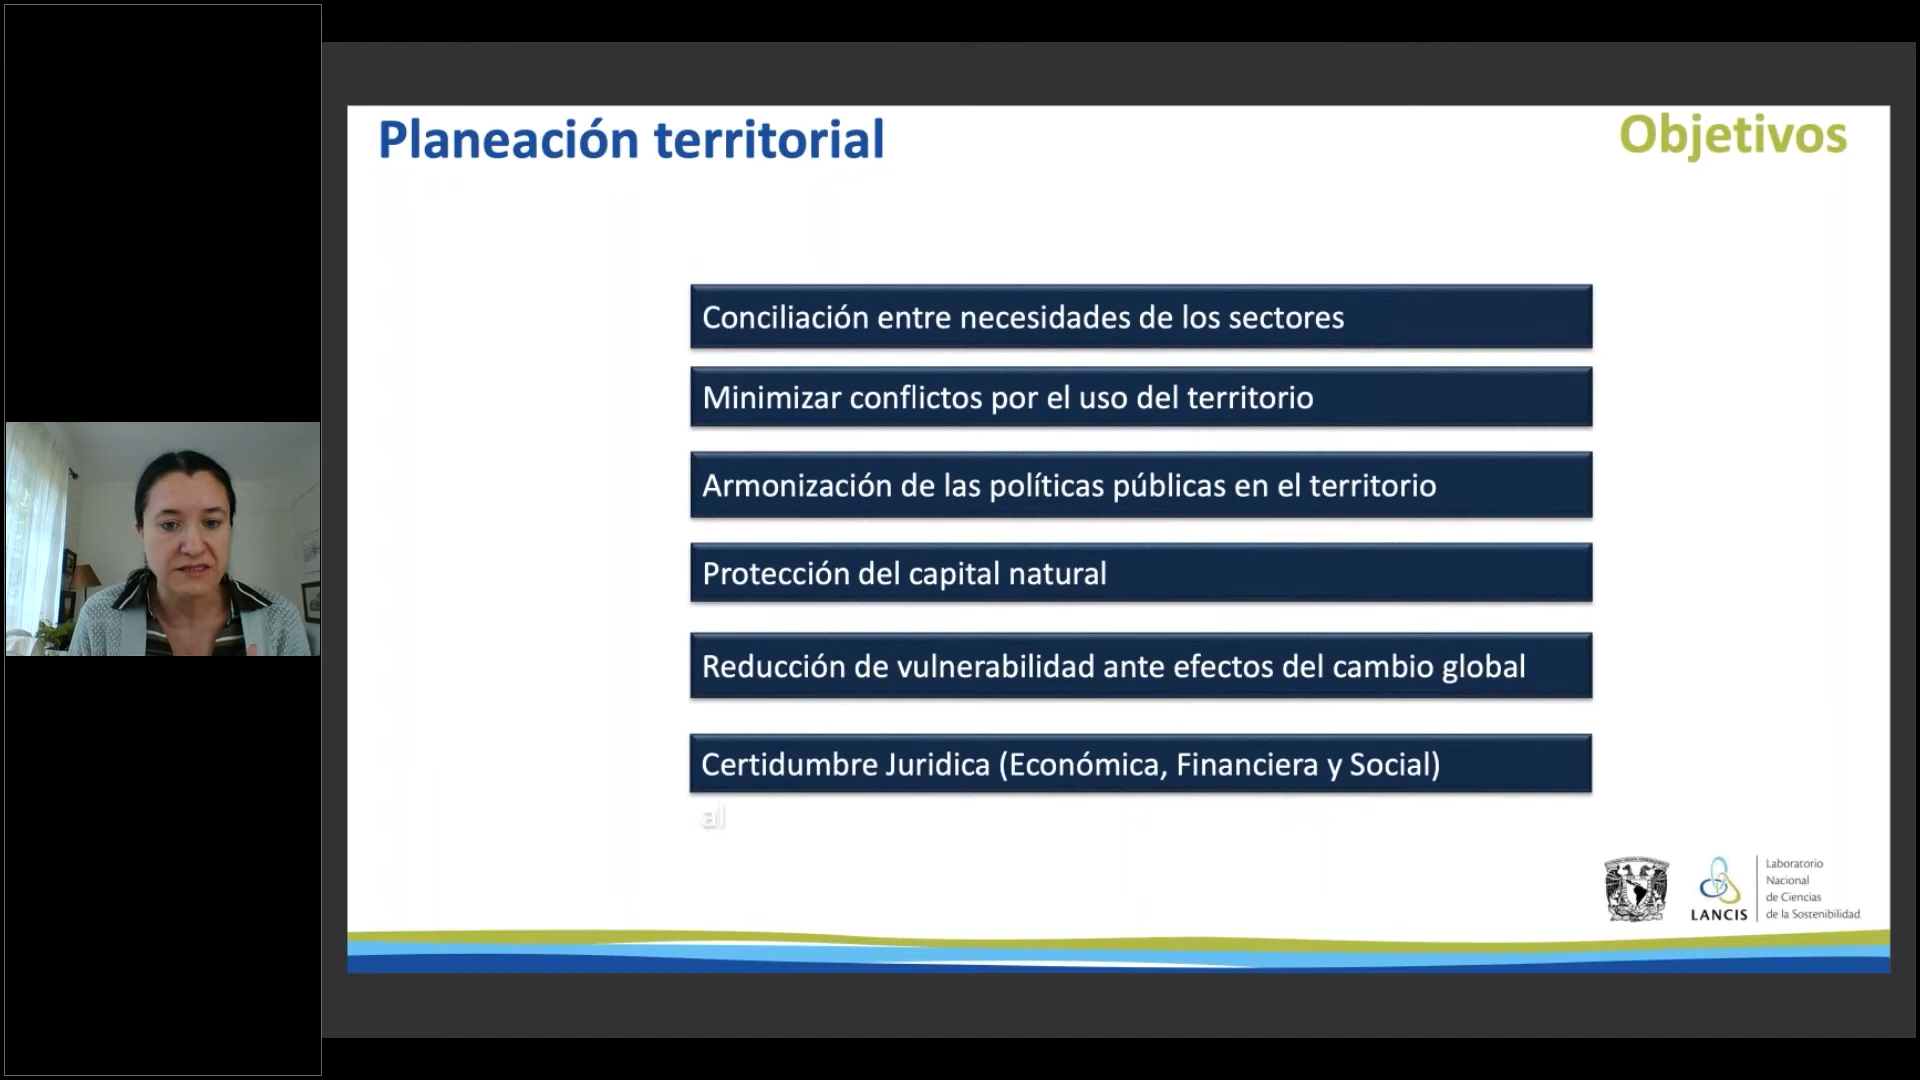 Planeación territorial
Objetivos
Conciliación entre necesidades de los sectores
Minimizar conflictos por el uso del territorio
Armonización de las políticas públicas en el territorio
Protección del capital natural
Reducción de vulnerabilidad ante efectos del cambio global
Certidumbre Juridica (Económica, Financiera y Social)
al
LANCIS
Laboratorio
Nacional
de Ciencias
de la Sostenibilidad